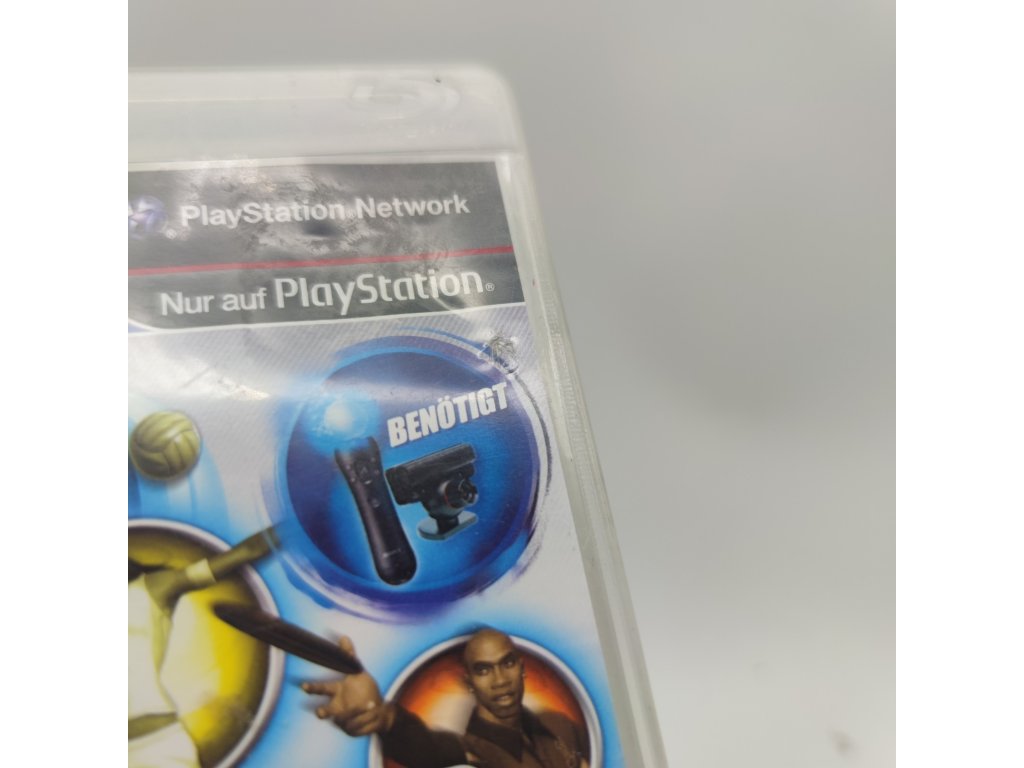 PlayStation®Network
Nur auf PlayStation®
BENÖTIGT